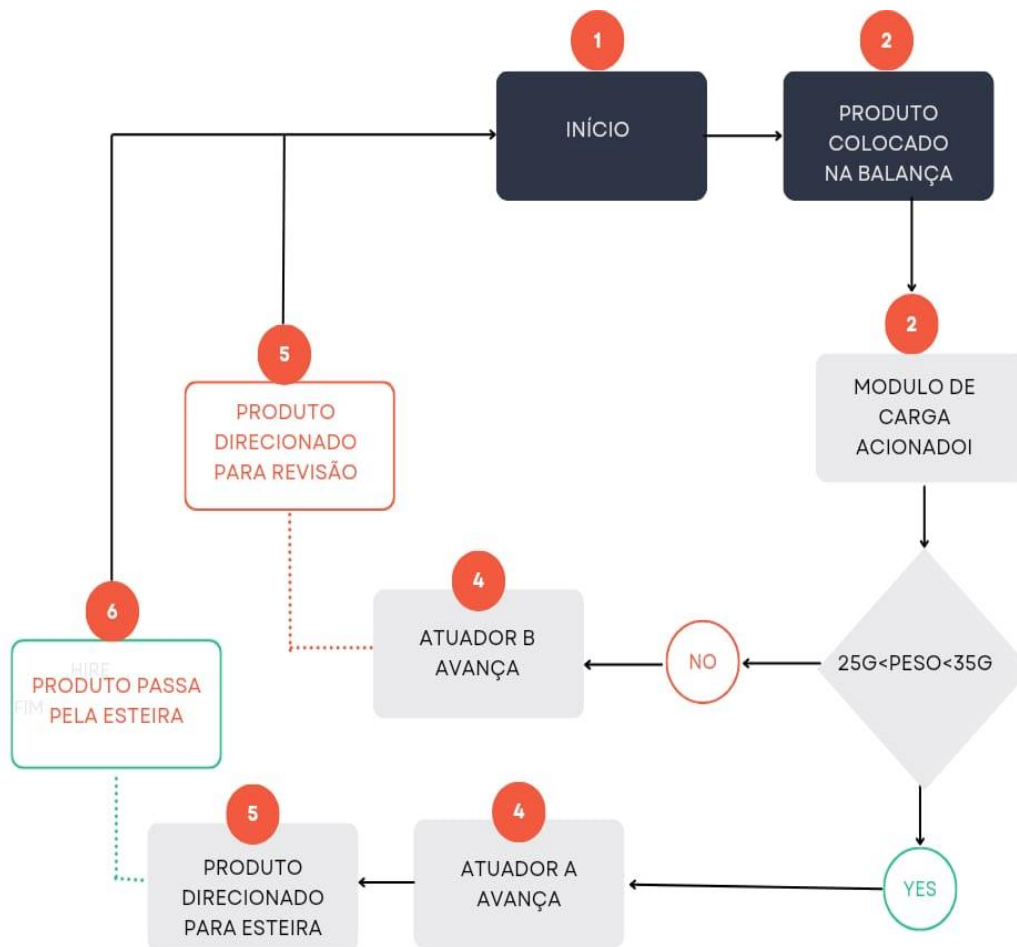 1
INÍCIO
2
PRODUTO
COLOCADO
NA BALANÇA
2
MODULO DE
CARGA
ACIONADOI
25G<PESO<35G
NO
4
ATUADOR B
AVANÇA
5
PRODUTO
DIRECIONADO
PARA REVISÃO
YES
4
ATUADOR A
AVANÇA
5
PRODUTO
DIRECIONADO
PARA ESTEIRA
6
HIRE
PRODUTO PASSA
FIM
PELA ESTEIRA